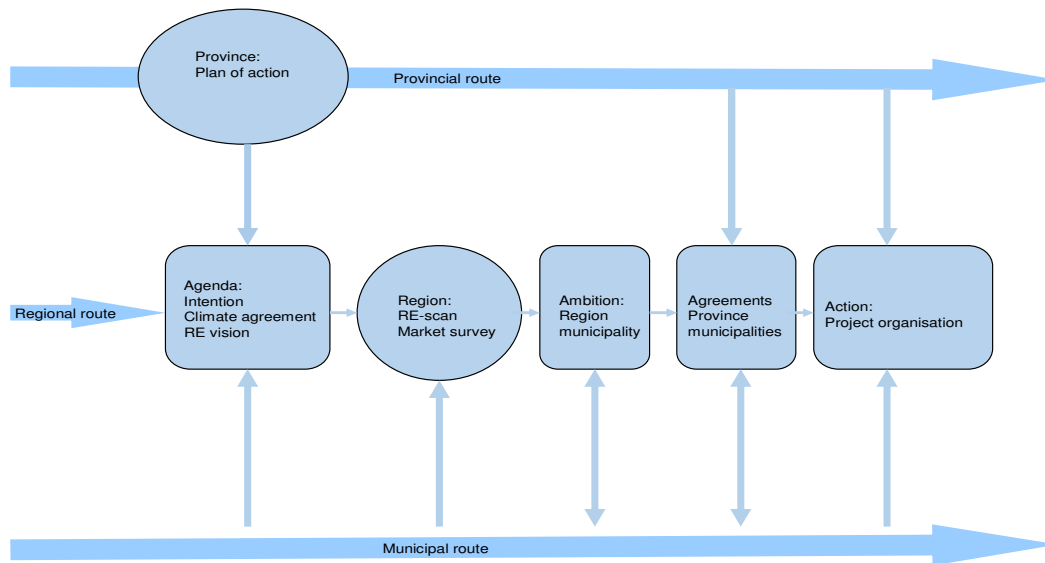 Province:
Plan of action
Provincial route
Regional route
Agenda:
Intention
Climate agreement
RE vision
Region:
RE-scan
Market survey
Ambition:
Region
municipality
Agreements
Province
municipalities
Action:
Project organisation
Municipal route